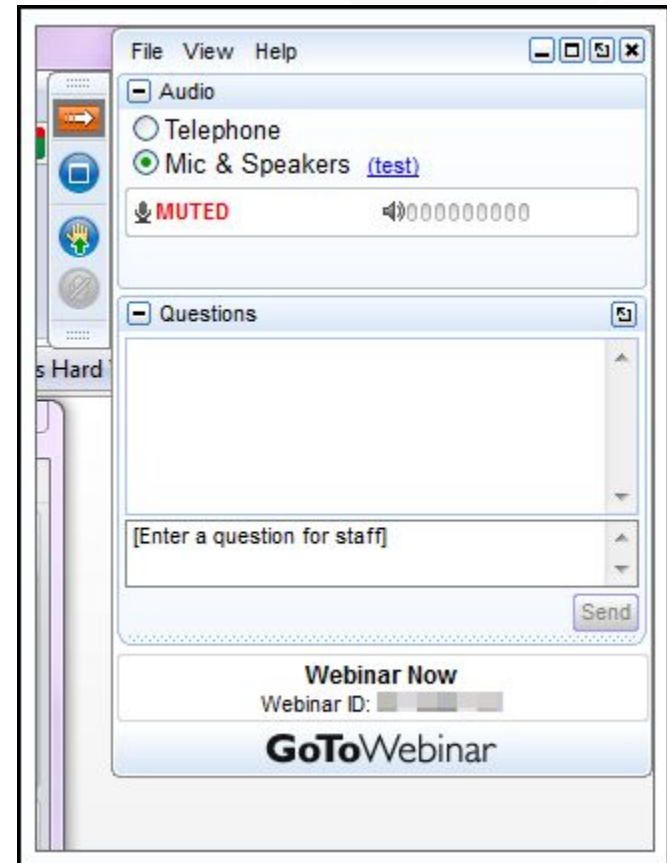 File View Help
Audio
Telephone
Mic & Speakers (test)
MUTED
Questions
s Hard
[Enter a question for staff]
Send
Webinar Now
Webinar ID:
GoToWebinar